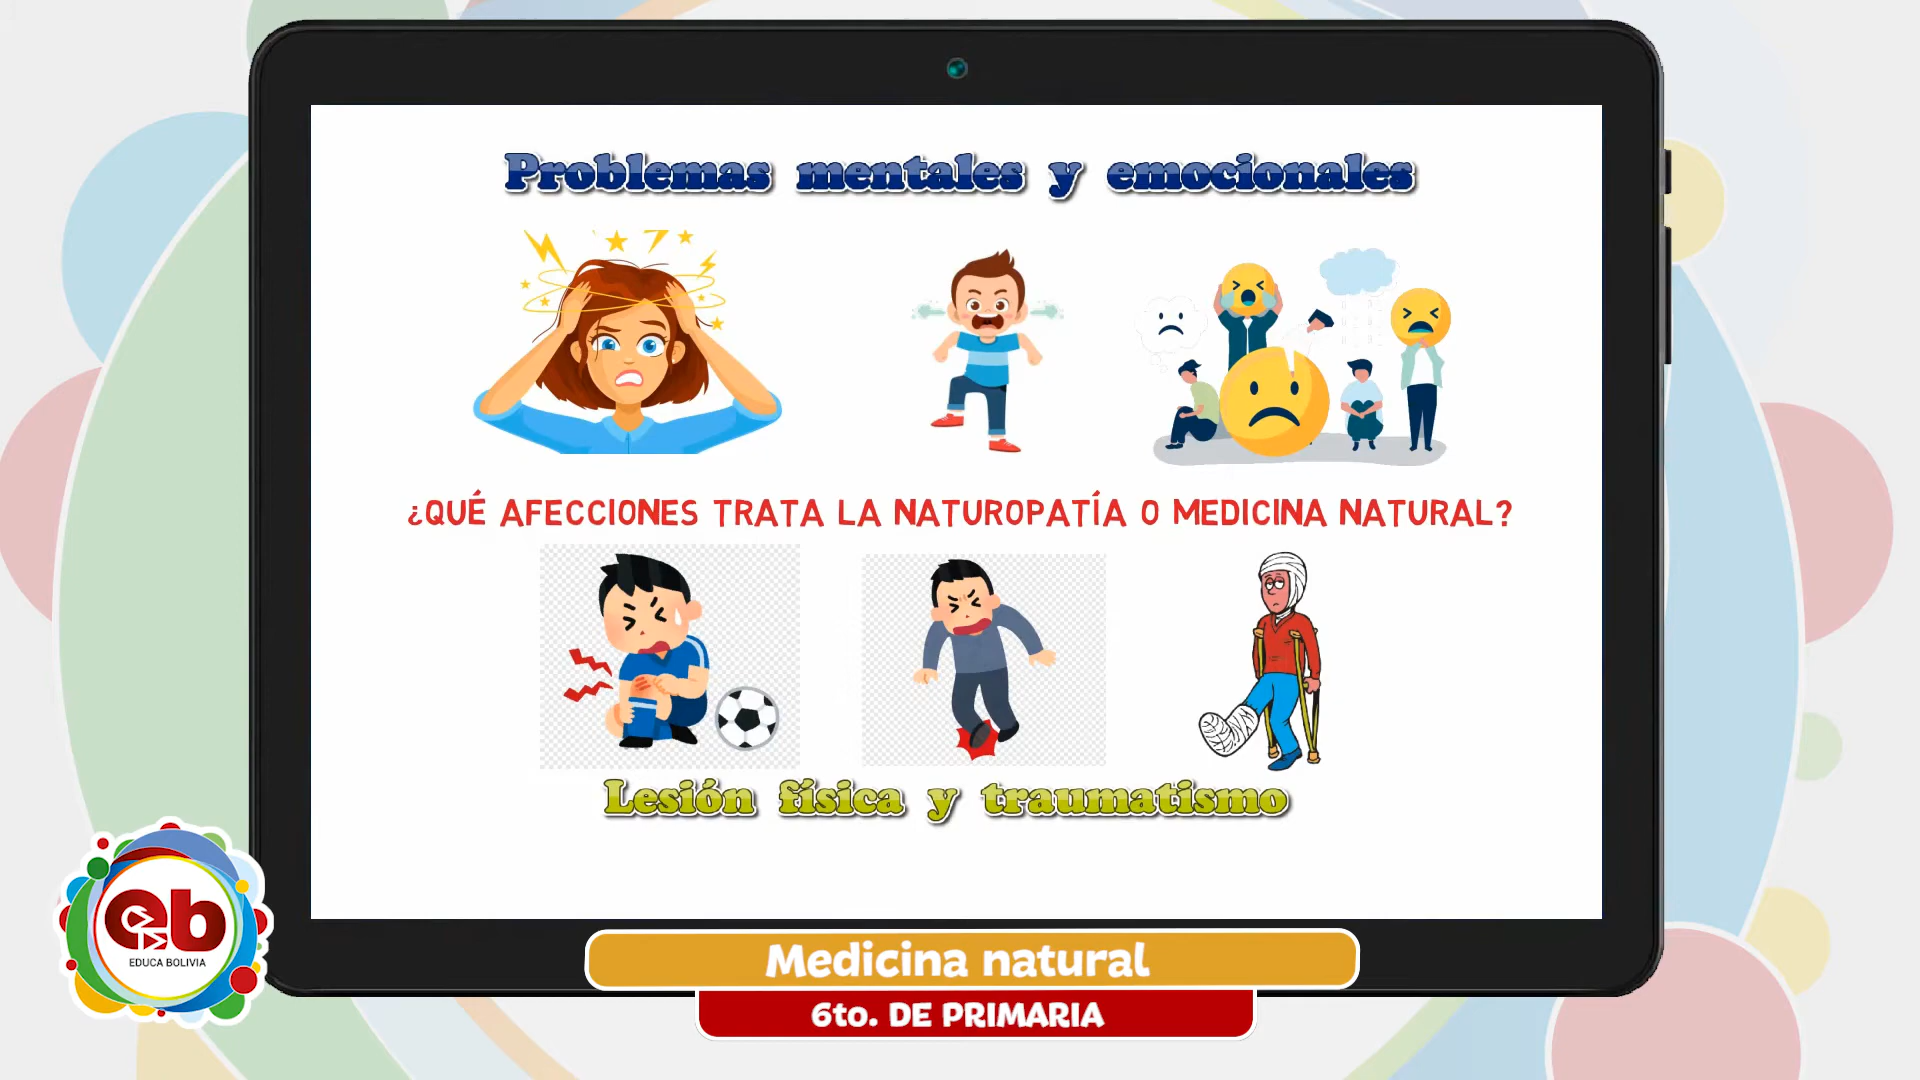 Problemas mentales y emocionales
¿QUÉ AFECCIONES TRATA LA NATUROPATÍA O MEDICINA NATURAL?
Lesión física y traumatismo
eb
EDUCA BOLIVIA
Medicina natural
6to. DE PRIMARIA